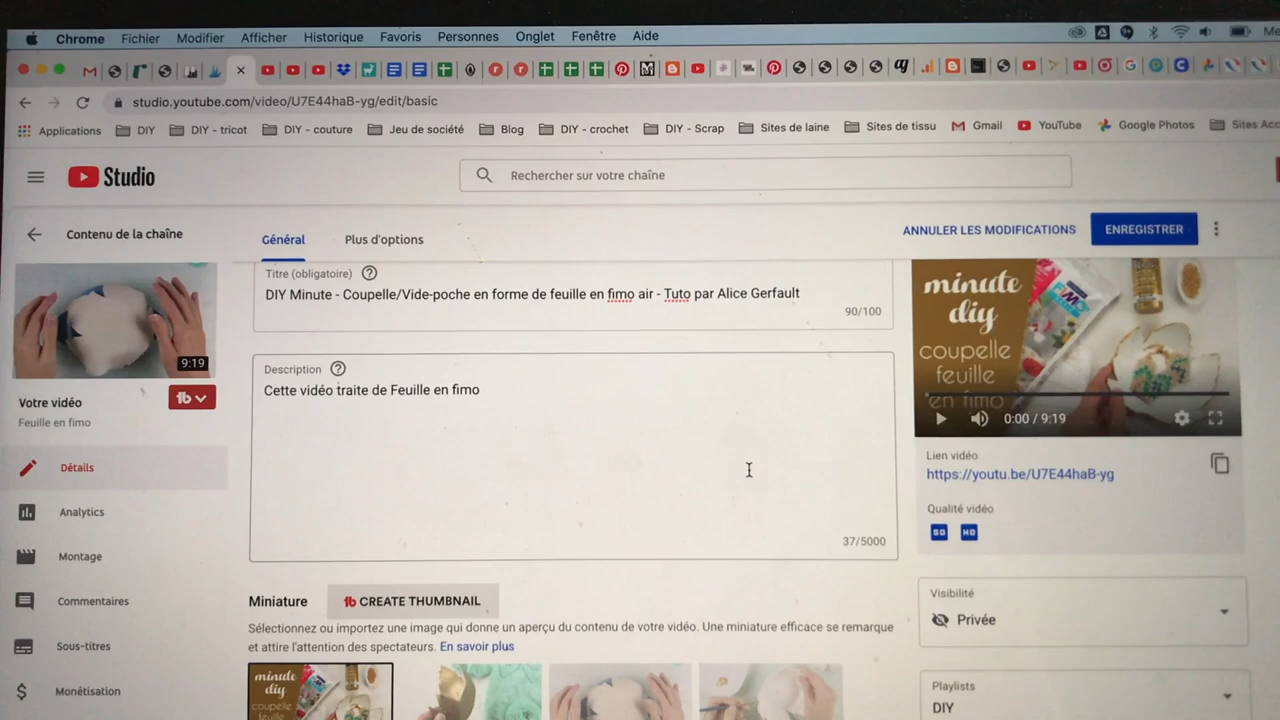 Chrome Fichier Modifier Afficher Historique Favoris Personnes Onglet Fenêtre Aide
studio.youtube.com/video/U7E44haB-yg/edit/basic
Applications DIY DIY - tricot DIY - couture Jeu de société Blog DIY - crochet DIY - Scrap Sites de laine Sites de tissu Gmail YouTube Google Photos Sites Acc
Studio
Rechercher sur votre chaîne
Contenu de la chaîne
Général Plus d'options
ANNULER LES MODIFICATIONS ENREGISTRER
Titre (obligatoire)
DIY Minute - Coupelle/Vide-poche en forme de feuille en fimo air - Tuto par Alice Gerfault
90/100
9:19
Votre vidéo
Feuille en fimo
Détails
Analytics
Montage
Commentaires
Sous-titres
Monétisation
Description
Cette vidéo traite de Feuille en fimo
37/5000
Miniature
tb CREATE THUMBNAIL
Sélectionnez ou importez une image qui donne un aperçu du contenu de votre vidéo. Une miniature efficace se remarque
et attire l'attention des spectateurs. En savoir plus
minute
diy
coupelle
minute
diy
coupelle
feuille
en fimo
FIMO
0:00 / 9:19
Lien vidéo
https://youtu.be/U7E44haB-yg
Qualité vidéo
SD HD
Visibilité
Privée
Playlists
DIY